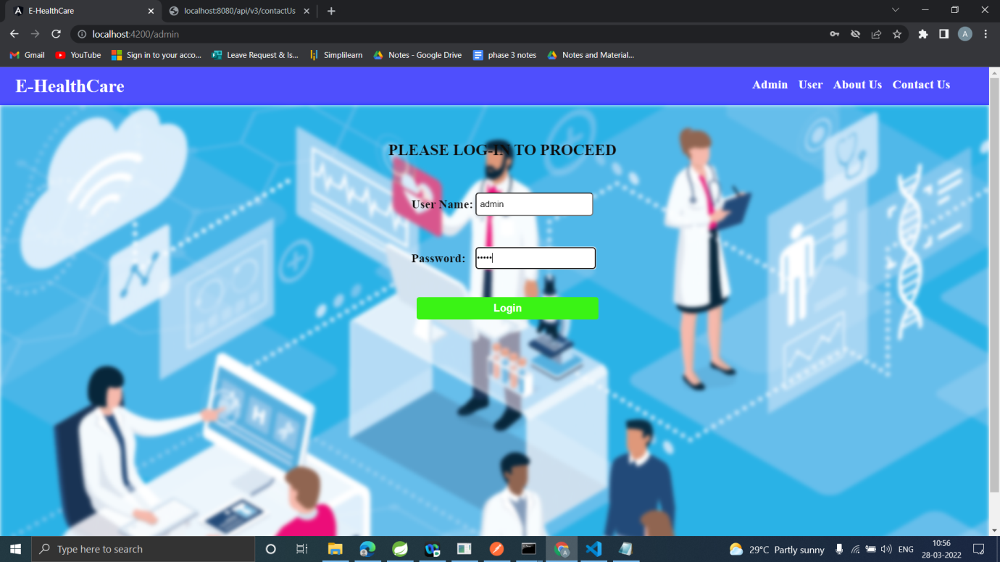 E-HealthCare
localhost:8080/api/v3/contactUs
localhost:4200/admin
A
Gmail
YouTube
Sign in to your acco...
Leave Request & Is...
Simplilearn
Notes - Google Drive
phase 3 notes
Notes and Material...
E-HealthCare
Admin
User
About Us
Contact Us
PLEASE LOG-IN TO PROCEED
User Name: admin
Password: •••••
Login
Type here to search
29°C Partly sunny
ENG
10:56
28-03-2022